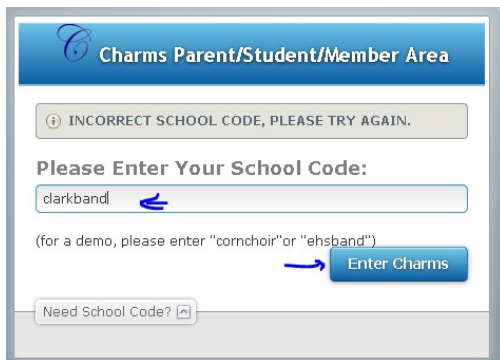 C Charms Parent/Student/Member Area
INCORRECT SCHOOL CODE, PLEASE TRY AGAIN.
Please Enter Your School Code:
clarkband
(for a demo, please enter "cornchoir"or "ehsband")
Enter Charms
Need School Code?